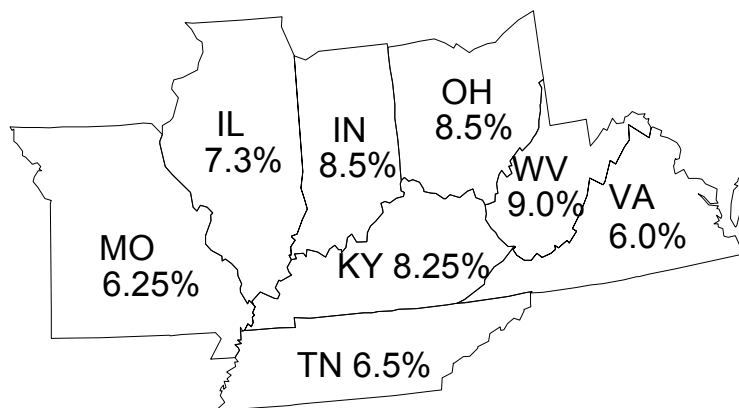 OH
8.5%
IL
7.3%
IN
8.5%
WV
9.0%
VA
6.0%
MO
6.25%
KY 8.25%
TN 6.5%